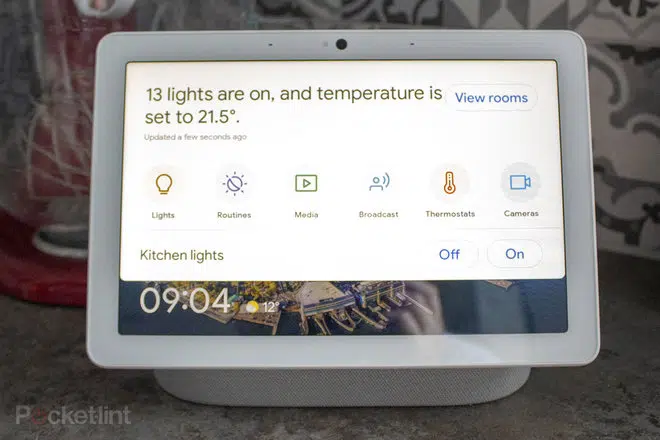 13 lights are on, and temperature is
set to 21.5°.
View rooms
Updated a few seconds ago
Lights Routines Media Broadcast Thermostats Cameras
Kitchen lights Off On
09:04 12°
Pocketlint